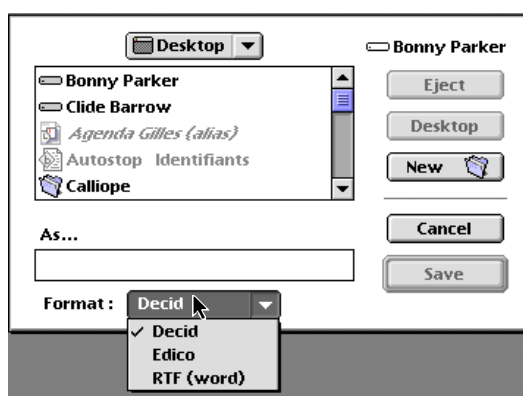 Desktop
Bonny Parker
Bonny Parker
Eject
Clide Barrow
Agenda Gilles (alias)
Desktop
Autostop Identifiants
New
Calliope
Cancel
As...
Save
Format : Decid
✓ Decid
Edico
RTF (word)